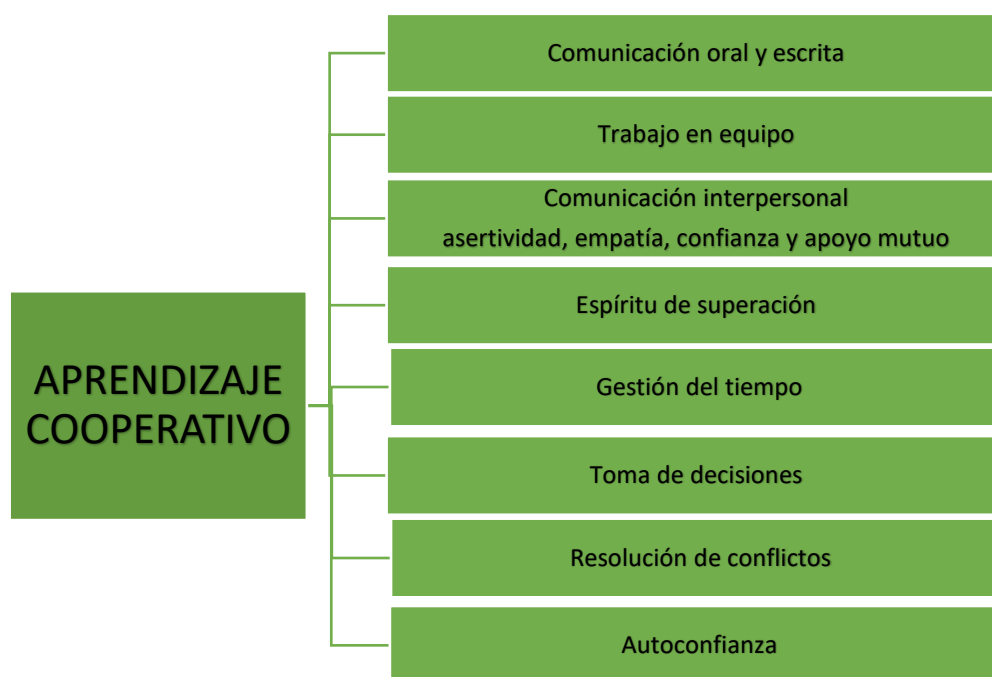 Comunicación oral y escrita
Trabajo en equipo
Comunicación interpersonal
asertividad, empatía, confianza y apoyo mutuo
Espíritu de superación
APRENDIZAJE
COOPERATIVO
Gestión del tiempo
Toma de decisiones
Resolución de conflictos
Autoconfianza